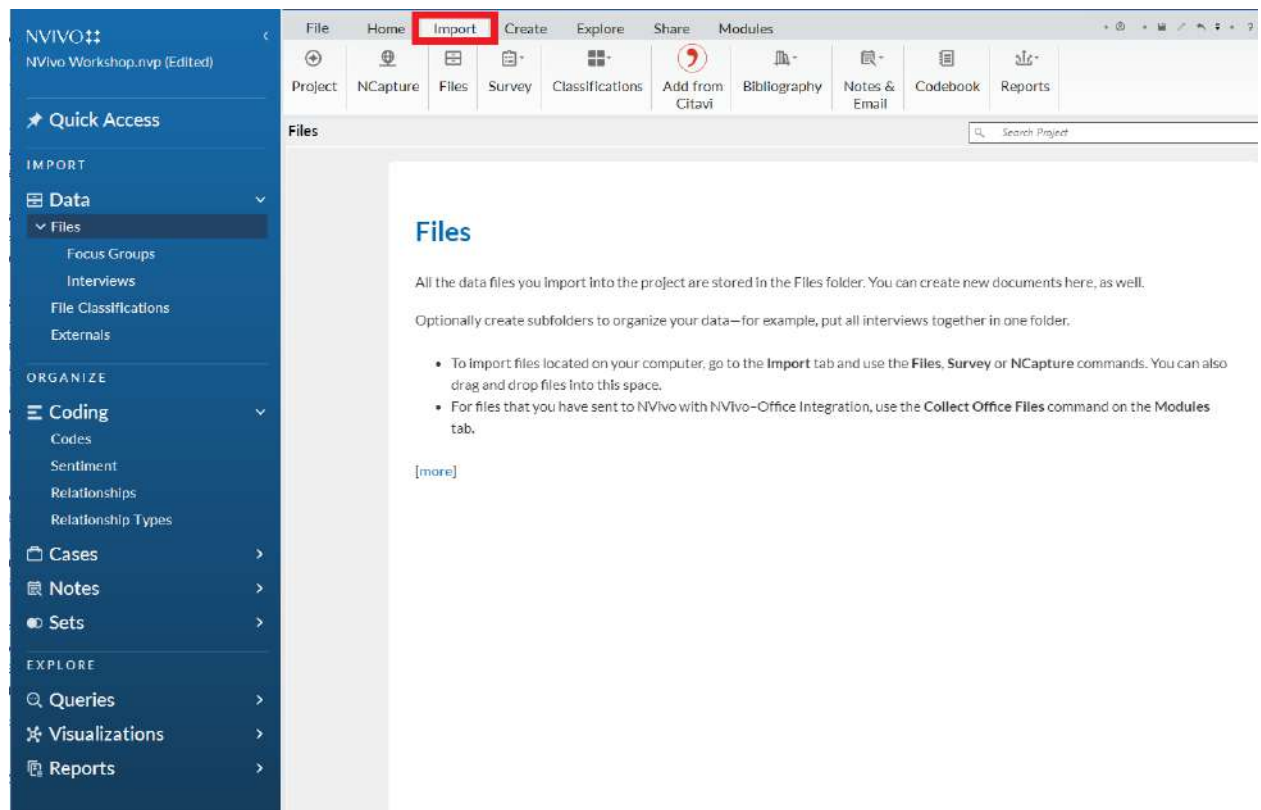 NVIVO
NVivo Workshop.nvp (Edited)
Quick Access
IMPORT
Data
Files
Focus Groups
Interviews
File Classifications
Externals
ORGANIZE
Coding
Codes
Sentiment
Relationships
Relationship Types
Cases
Notes
Sets
EXPLORE
Queries
Visualizations
Reports
File Home Import Create Explore Share Modules
Project NCapture Files Survey Classifications Add from Citavi Bibliography Notes & Email Codebook Reports
Files
Search Project
Files
All the data files you import into the project are stored in the Files folder. You can create new documents here, as well.
Optionally create subfolders to organize your data—for example, put all interviews together in one folder.
• To import files located on your computer, go to the Import tab and use the Files, Survey or NCapture commands. You can also
drag and drop files into this space.
• For files that you have sent to NVivo with NVivo–Office Integration, use the Collect Office Files command on the Modules
tab.
[more]